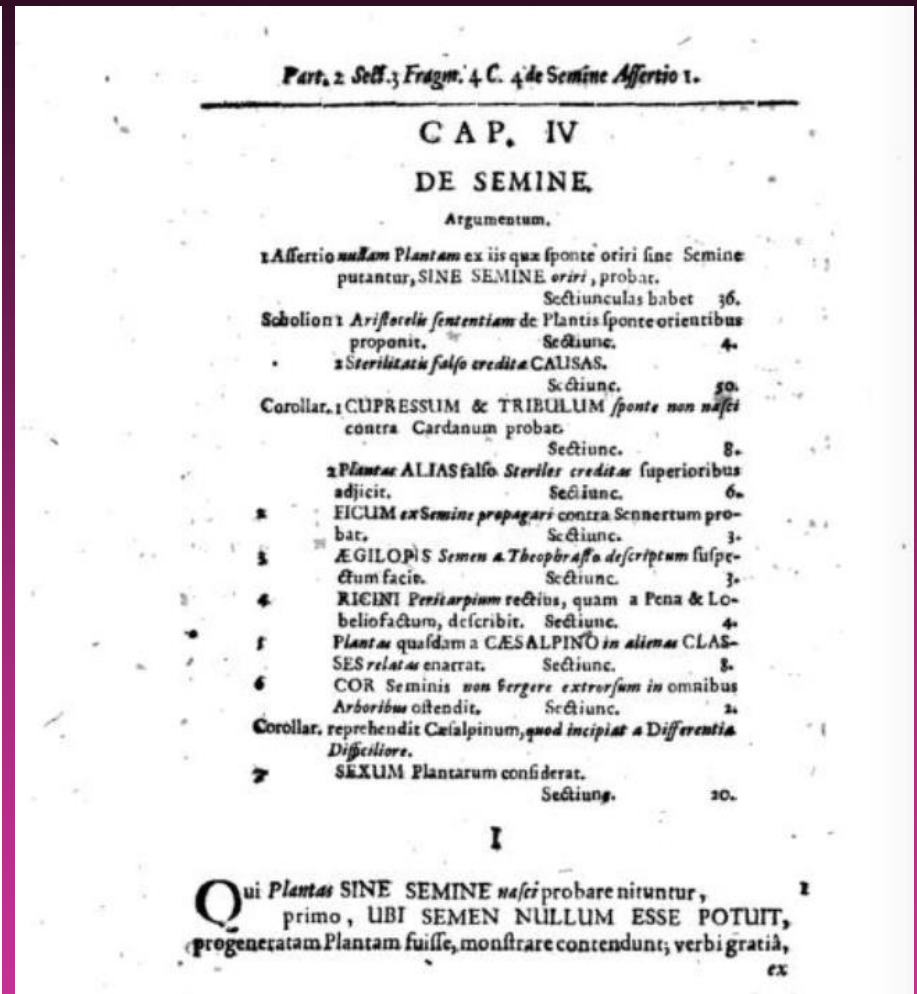 Part. 2 Sect. 3 Fragm. 4 C. 4 de Semine Assertio 1.
CAP. IV
DE SEMINE.
Argumentum.
1 Aſſertio nullam Plantam ex iis quæ ſponte oriri ſine Semine
putantur, SINE SEMINE oriri, probat.
Sectiunculas habet 36.
Scholion 1 Ariſtotelis ſententiam de Plantis ſponte orientibus
proponit. Sectiunc. 4.
2 Sterilitatis falſo creditæ CAUSAS.
Sectiunc. 50.
Corollar. 1 CUPRESSUM & TRIBULUM ſponte non naſci
contra Cardanum probat.
Sectiunc. 8.
2 Plantas ALIAS falſo Steriles creditas ſuperioribus
adjicit. Sectiunc. 6.
2 FICUM ex Semine propagari contra Sennertum pro-
bat. Sectiunc. 3.
3 ÆGILOPIS Semen a Theophraſto deſcriptum ſuſpe-
ctum facit. Sectiunc. 3.
4 RICINI Pericarpium rectius, quam a Pena & Lo-
belio factum, deſcribit. Sectiunc. 4.
5 Plantas quaſdam a CÆSALPINO in alienas CLAS-
SES relatas enarrat. Sectiunc. 8.
6 COR Seminis non vergere extrorſum in omnibus
Arboribus oſtendit. Sectiunc. 2.
Corollar. reprehendit Cæſalpinum, quod incipiat a Differentia
Difficiliore.
7 SEXUM Plantarum conſiderat.
Sectiunc. 20.
I
Qui Plantas SINE SEMINE naſci probare nituntur, 1
primo, UBI SEMEN NULLUM ESSE POTUIT,
progeneratam Plantam fuiſſe, monſtrare contendunt; verbi gratiâ,
ex